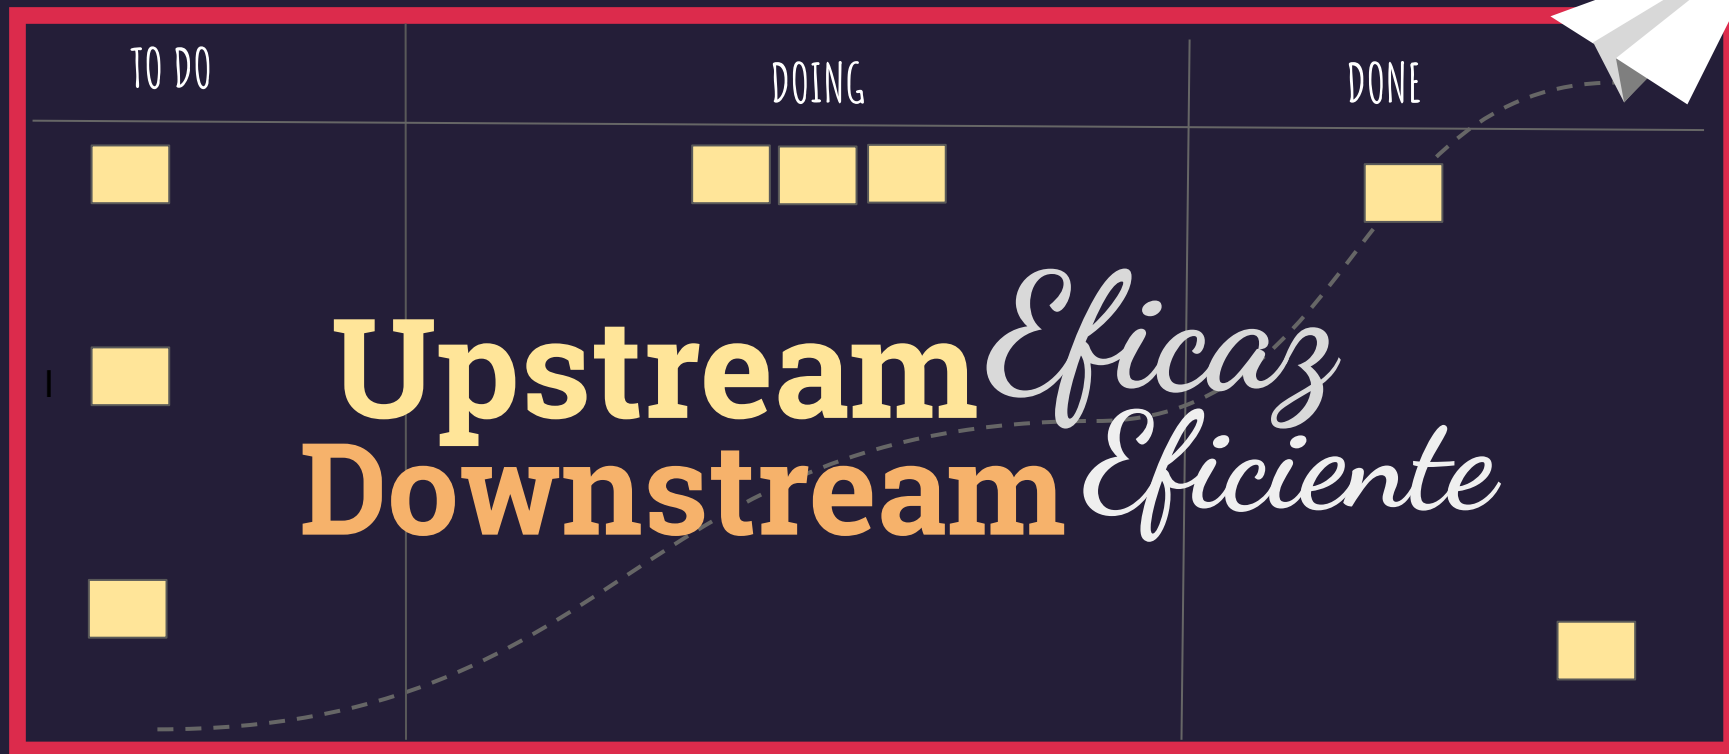 TO DO
DOING
DONE
Upstream Eficaz
Downstream Eficiente